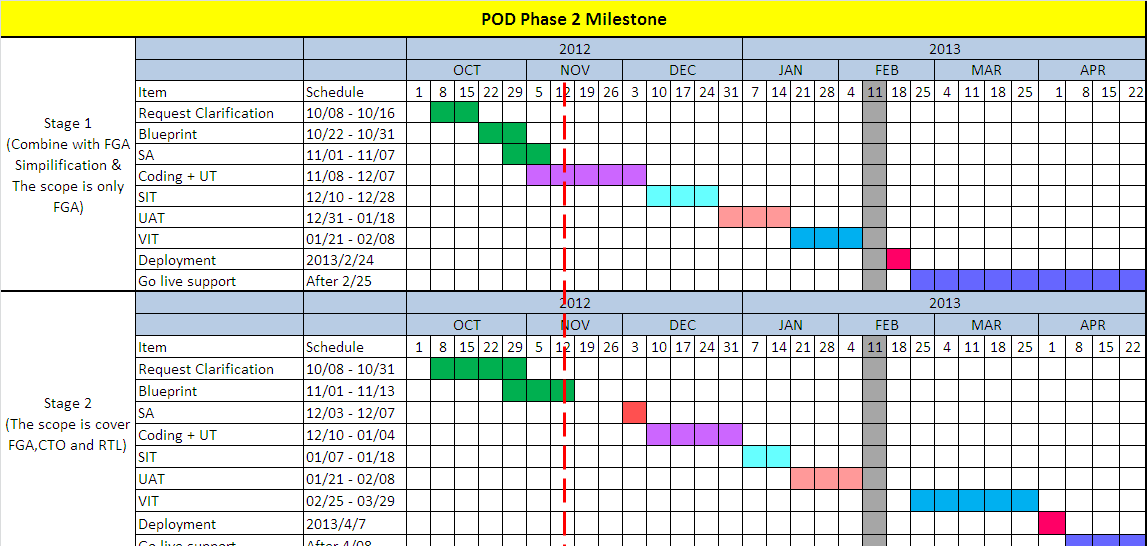 POD Phase 2 Milestone
2012 2013
OCT NOV DEC JAN FEB MAR APR
Item Schedule 1 8 15 22 29 5 12 19 26 3 10 17 24 31 7 14 21 28 4 11 18 25 4 11 18 25 1 8 15 22
Stage 1
(Combine with FGA
Simpilification &
The scope is only
FGA)
Request Clarification 10/08 - 10/16
Blueprint 10/22 - 10/31
SA 11/01 - 11/07
Coding + UT 11/08 - 12/07
SIT 12/10 - 12/28
UAT 12/31 - 01/18
VIT 01/21 - 02/08
Deployment 2013/2/24
Go live support After 2/25
2012 2013
OCT NOV DEC JAN FEB MAR APR
Item Schedule 1 8 15 22 29 5 12 19 26 3 10 17 24 31 7 14 21 28 4 11 18 25 4 11 18 25 1 8 15 22
Stage 2
(The scope is cover
FGA,CTO and RTL)
Request Clarification 10/08 - 10/31
Blueprint 11/01 - 11/13
SA 12/03 - 12/07
Coding + UT 12/10 - 01/04
SIT 01/07 - 01/18
UAT 01/21 - 02/08
VIT 02/25 - 03/29
Deployment 2013/4/7
Go live support After 4/08